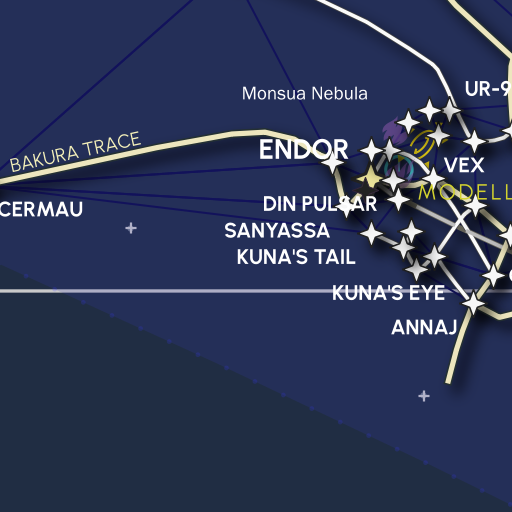 UR-9
Monsua Nebula
BAKURA TRACE
ENDOR
VEX
MODELL
DIN PULSAR
CERMAU
SANYASSA
KUNA'S TAIL
KUNA'S EYE
ANNAJ